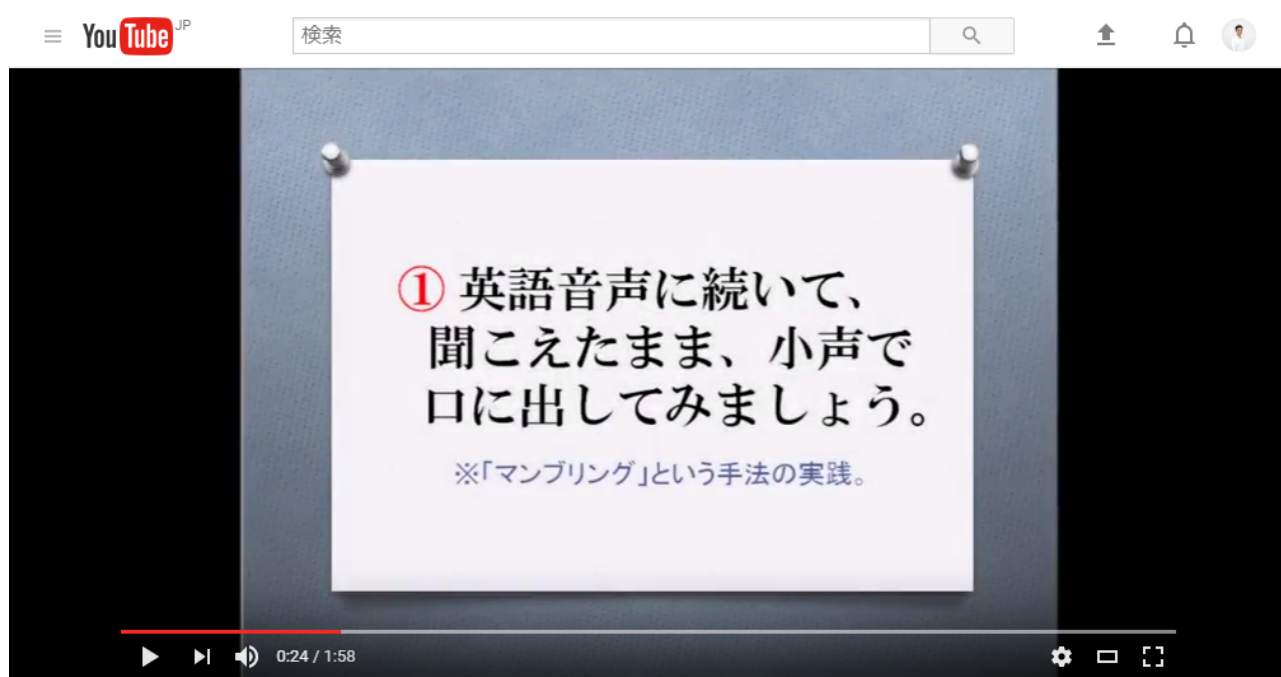 YouTube JP
検索
① 英語音声に続いて、
聞こえたまま、小声で
口に出してみましょう。
※「マンブリング」という手法の実践。
0:24 / 1:58